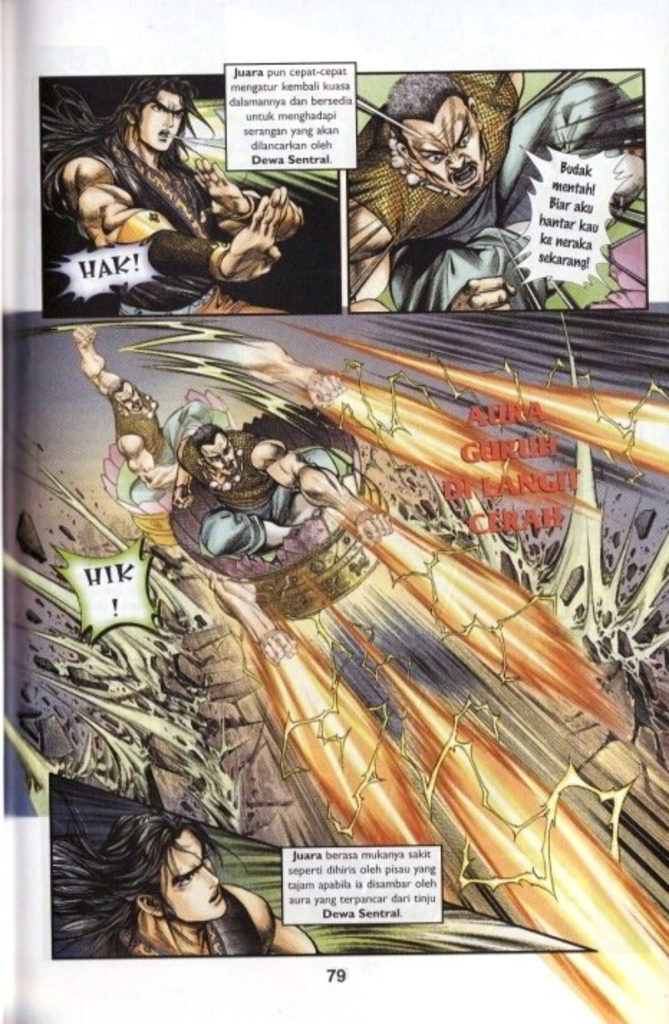 Juara pun cepat-cepat
mengatur kembali kuasa
dalamannya dan bersedia
untuk menghadapi
serangan yang akan
dilancarkan oleh
Dewa Sentral.
HAK!
Budak
mentah!
Biar aku
hantar kau
ke neraka
sekarang!
AURA
GURUH
DI LANGIT
CERAH
HIK
!
Juara berasa mukanya sakit
seperti dihiris oleh pisau yang
tajam apabila ia disambar oleh
aura yang terpancar dari tinju
Dewa Sentral.
79